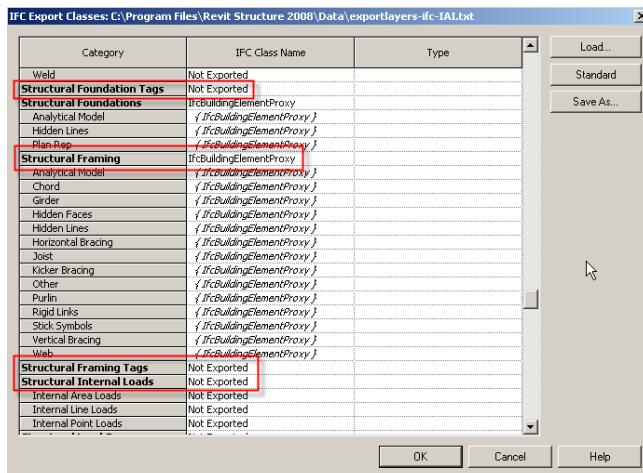 IFC Export Classes: C:\Program Files\Revit Structure 2008\Data\exportlayers-ifc-IAI.txt
Category IFC Class Name Type
Load...
Standard
Save As...
Weld Not Exported
Structural Foundation Tags Not Exported
Structural Foundations IfcBuildingElementProxy
Analytical Model { IfcBuildingElementProxy }
Hidden Lines { IfcBuildingElementProxy }
Plan Rep { IfcBuildingElementProxy }
Structural Framing IfcBuildingElementProxy
Analytical Model { IfcBuildingElementProxy }
Chord { IfcBuildingElementProxy }
Girder { IfcBuildingElementProxy }
Hidden Faces { IfcBuildingElementProxy }
Hidden Lines { IfcBuildingElementProxy }
Horizontal Bracing { IfcBuildingElementProxy }
Joist { IfcBuildingElementProxy }
Kicker Bracing { IfcBuildingElementProxy }
Other { IfcBuildingElementProxy }
Purlin { IfcBuildingElementProxy }
Rigid Links { IfcBuildingElementProxy }
Stick Symbols { IfcBuildingElementProxy }
Vertical Bracing { IfcBuildingElementProxy }
Web { IfcBuildingElementProxy }
Structural Framing Tags Not Exported
Structural Internal Loads Not Exported
Internal Area Loads Not Exported
Internal Line Loads Not Exported
Internal Point Loads Not Exported
OK Cancel Help